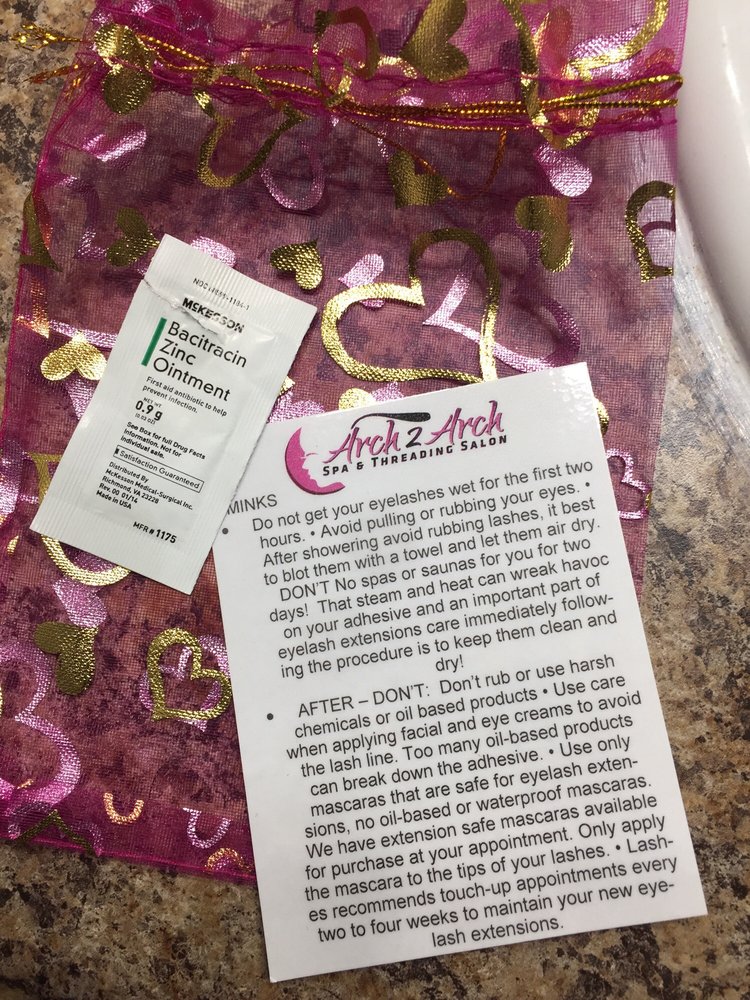 McKESSON
Bacitracin
Zinc
Ointment
First aid antibiotic to help
prevent infection.
NET WT
0.9 g
(0.03 OZ)
See Box for full Drug Facts
Information. Not for
individual sale.
Satisfaction Guaranteed
Distributed By
McKesson Medical-Surgical Inc.
Richmond, VA 23228
Rev. 00 01/14
Made in USA
MFR # 1175
Arch 2 Arch
SPA & THREADING SALON
MINKS
• Do not get your eyelashes wet for the first two
hours. • Avoid pulling or rubbing your eyes. •
After showering avoid rubbing lashes, it best
to blot them with a towel and let them air dry.
DON'T No spas or saunas for you for two
days! That steam and heat can wreak havoc
on your adhesive and an important part of
eyelash extensions care immediately follow-
ing the procedure is to keep them clean and
dry!
• AFTER – DON'T: Don't rub or use harsh
chemicals or oil based products • Use care
when applying facial and eye creams to avoid
the lash line. Too many oil-based products
can break down the adhesive. • Use only
mascaras that are safe for eyelash exten-
sions, no oil-based or waterproof mascaras.
We have extension safe mascaras available
for purchase at your appointment. Only apply
the mascara to the tips of your lashes. • Lash-
es recommends touch-up appointments every
two to four weeks to maintain your new eye-
lash extensions.